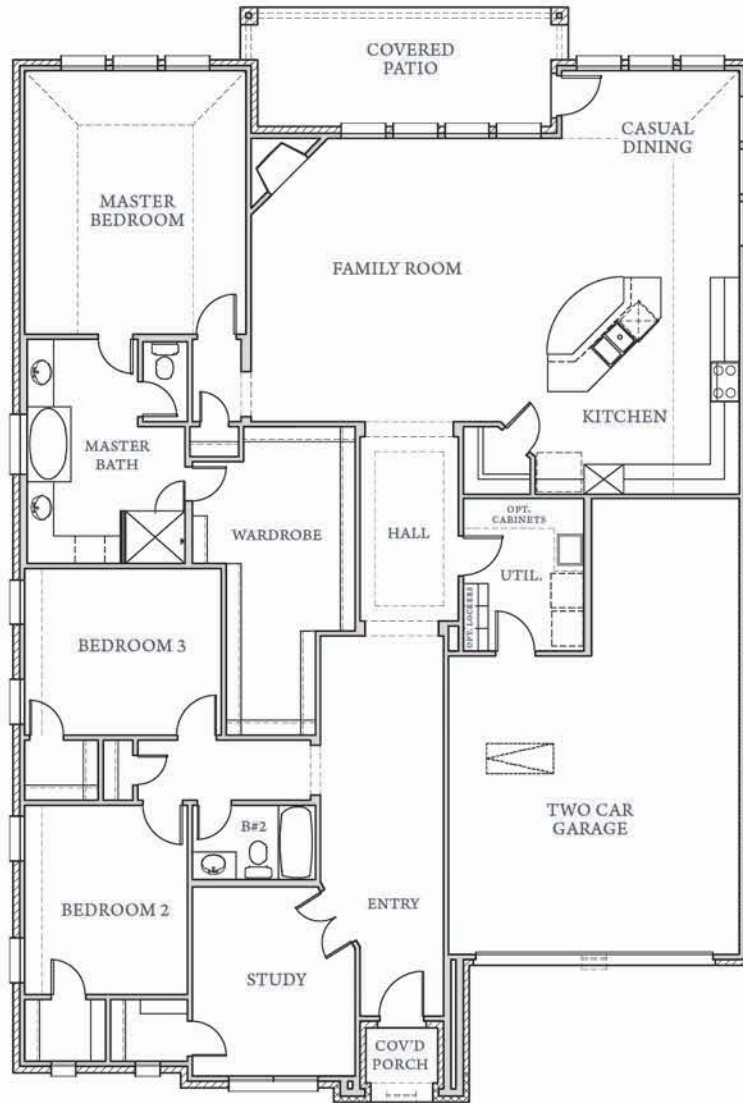 COVERED
PATIO
CASUAL
DINING
MASTER
BEDROOM
FAMILY ROOM
KITCHEN
MASTER
BATH
WARDROBE
HALL
OPT.
CABINETS
UTIL.
OPT. LOCKERS
BEDROOM 3
TWO CAR
GARAGE
B#2
BEDROOM 2
ENTRY
STUDY
COV'D
PORCH